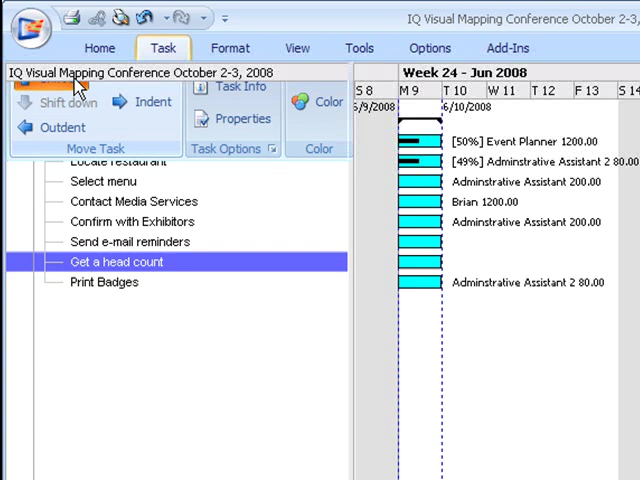 IQ Visual Mapping Conference October 2-3,
Home Task Format View Tools Options Add-Ins
IQ Visual Mapping Conference October 2-3, 2008
Task Info
Shift down Indent
Color
Outdent
Properties
Move Task Task Options Color
Week 24 - Jun 2008
S 8 M 9 T 10 W 11 T 12 F 13 S 14
6/9/2008 6/10/2008
[50%] Event Planner 1200.00
Locate restaurant [49%] Adminstrative Assistant 2 80.00
Select menu Adminstrative Assistant 200.00
Contact Media Services Brian 1200.00
Confirm with Exhibitors Adminstrative Assistant 200.00
Send e-mail reminders
Get a head count
Print Badges Adminstrative Assistant 2 80.00